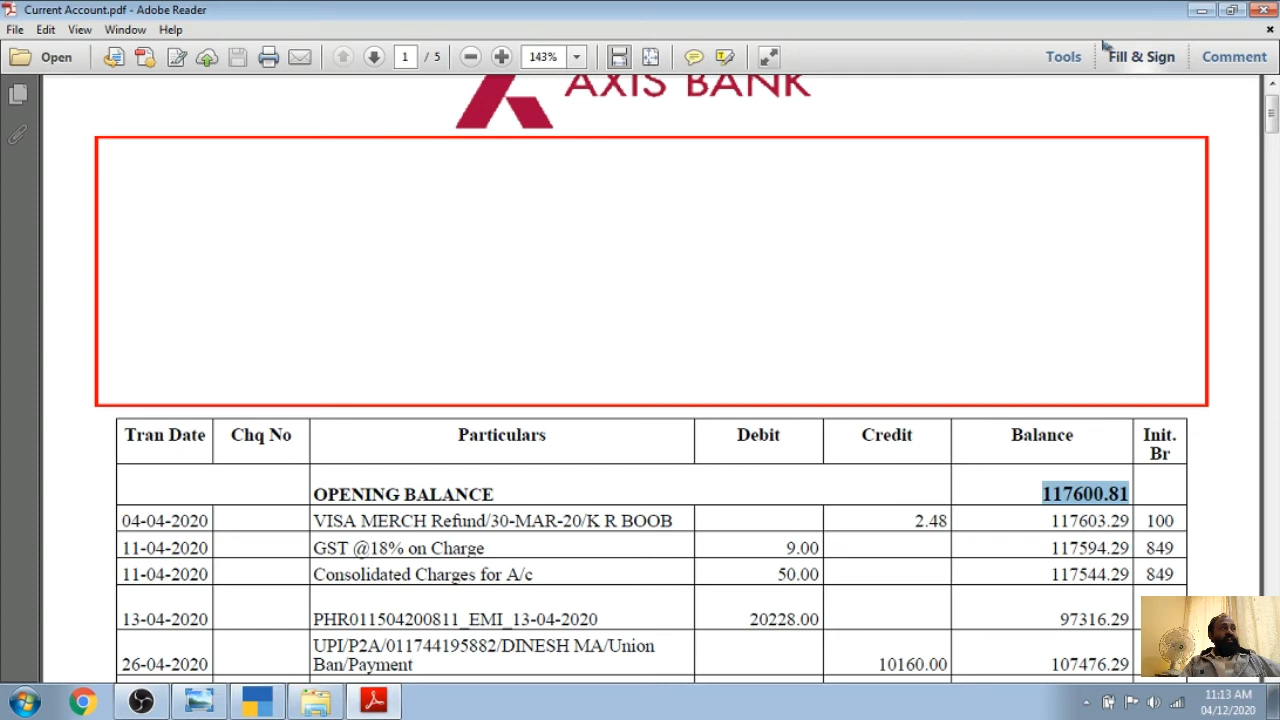 Current Account.pdf - Adobe Reader
File Edit View Window Help
Open 1 / 5 143% Tools Fill & Sign Comment
AXIS BANK
Tran Date Chq No Particulars Debit Credit Balance Init. Br
OPENING BALANCE 117600.81
04-04-2020 VISA MERCH Refund/30-MAR-20/K R BOOB 2.48 117603.29 100
11-04-2020 GST @18% on Charge 9.00 117594.29 849
11-04-2020 Consolidated Charges for A/c 50.00 117544.29 849
13-04-2020 PHR011504200811_EMI_13-04-2020 20228.00 97316.29
UPI/P2A/011744195882/DINESH MA/Union
26-04-2020 Ban/Payment 10160.00 107476.29
11:13 AM
04/12/2020